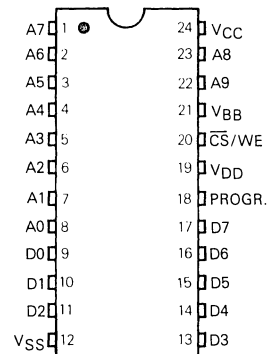 A7 1 24 VCC
A6 2 23 A8
A5 3 22 A9
A4 4 21 VBB
A3 5 20 C̅S̅/WE
A2 6 19 VDD
A1 7 18 PROGR.
A0 8 17 D7
D0 9 16 D6
D1 10 15 D5
D2 11 14 D4
VSS 12 13 D3